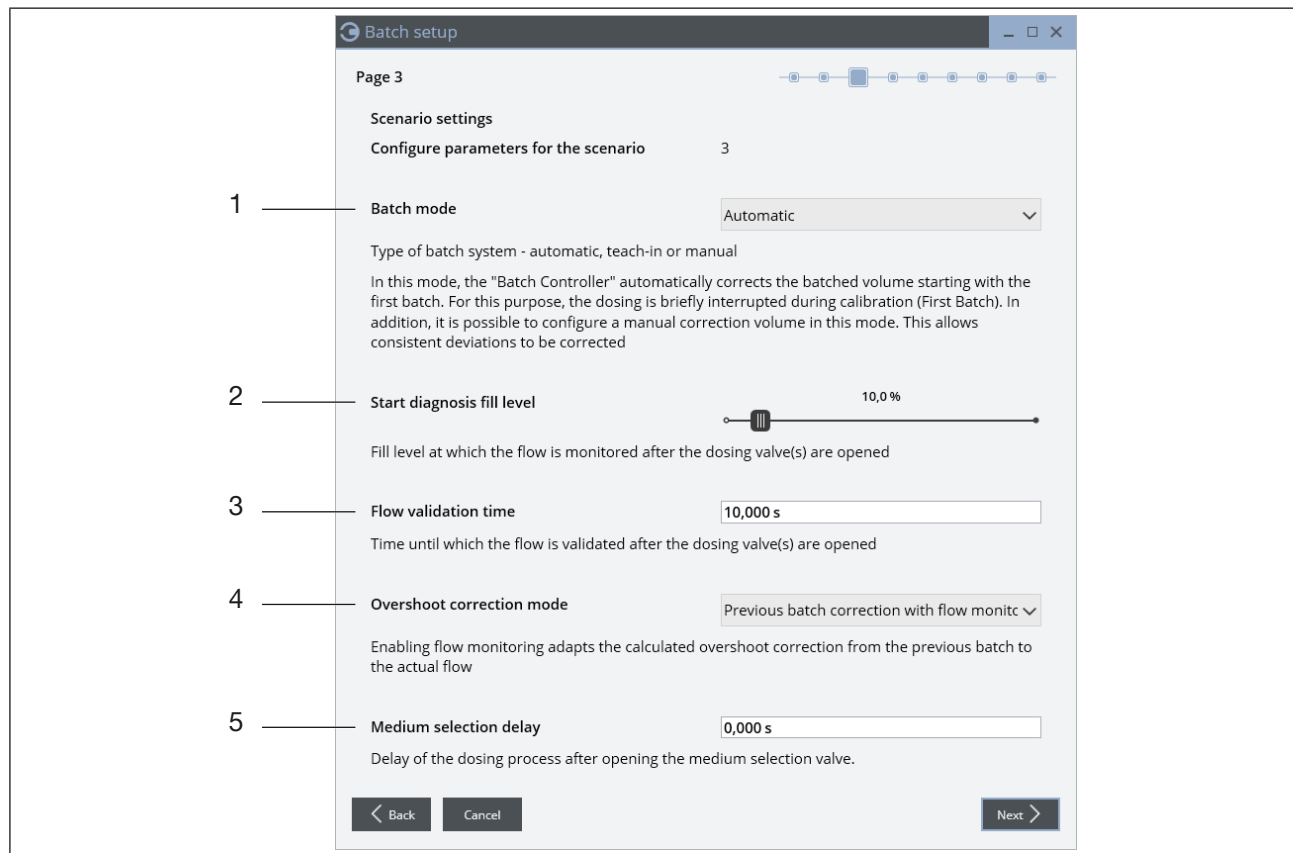 Batch setup
Page 3
Scenario settings
Configure parameters for the scenario 3
1 Batch mode Automatic
Type of batch system - automatic, teach-in or manual
In this mode, the "Batch Controller" automatically corrects the batched volume starting with the
first batch. For this purpose, the dosing is briefly interrupted during calibration (First Batch). In
addition, it is possible to configure a manual correction volume in this mode. This allows
consistent deviations to be corrected
2 Start diagnosis fill level 10,0 %
Fill level at which the flow is monitored after the dosing valve(s) are opened
3 Flow validation time 10,000 s
Time until which the flow is validated after the dosing valve(s) are opened
4 Overshoot correction mode Previous batch correction with flow monitc
Enabling flow monitoring adapts the calculated overshoot correction from the previous batch to
the actual flow
5 Medium selection delay 0,000 s
Delay of the dosing process after opening the medium selection valve.
Back Cancel Next